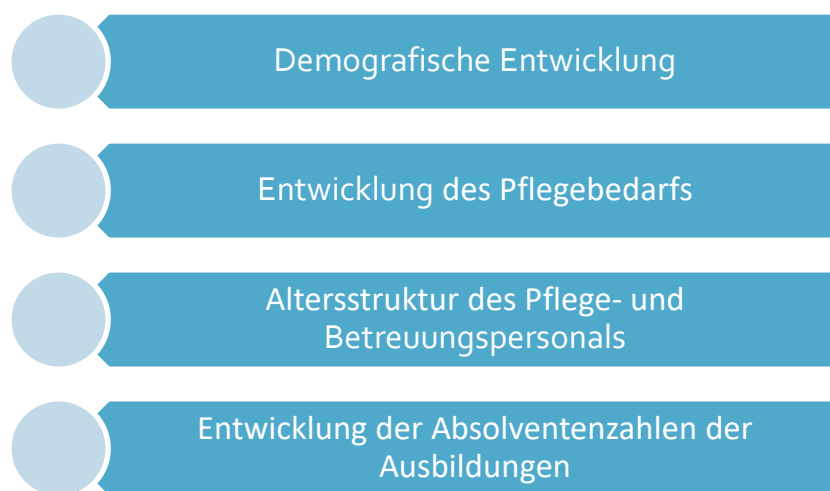 Demografische Entwicklung
Entwicklung des Pflegebedarfs
Altersstruktur des Pflege- und
Betreuungspersonals
Entwicklung der Absolventenzahlen der
Ausbildungen